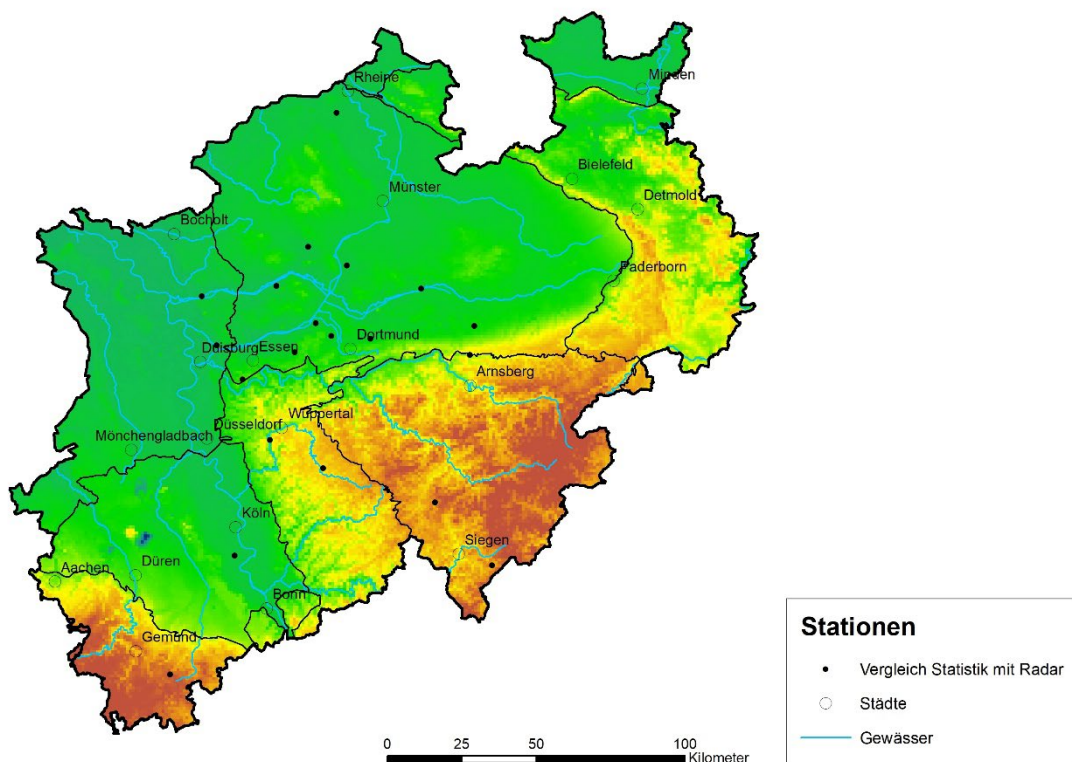 Rheine
Minden
Bielefeld
Münster
Detmold
Bocholt
Paderborn
Dortmund
Duisburg
Essen
Arnsberg
Wuppertal
Düsseldorf
Mönchengladbach
Köln
Siegen
Düren
Aachen
Bonn
Gemünd
Stationen
Vergleich Statistik mit Radar
Städte
Gewässer
0 25 50 100
Kilometer